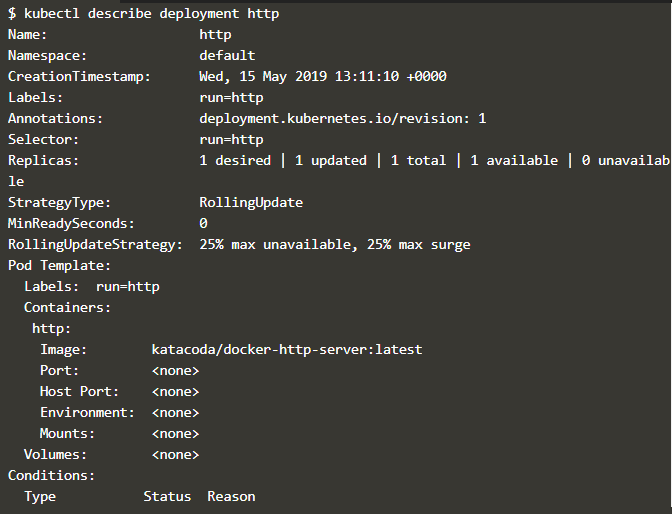 $ kubectl describe deployment http
Name:                   http
Namespace:              default
CreationTimestamp:      Wed, 15 May 2019 13:11:10 +0000
Labels:                 run=http
Annotations:            deployment.kubernetes.io/revision: 1
Selector:               run=http
Replicas:               1 desired | 1 updated | 1 total | 1 available | 0 unavailab
le
StrategyType:           RollingUpdate
MinReadySeconds:        0
RollingUpdateStrategy:  25% max unavailable, 25% max surge
Pod Template:
  Labels:  run=http
  Containers:
   http:
    Image:        katacoda/docker-http-server:latest
    Port:         <none>
    Host Port:    <none>
    Environment:  <none>
    Mounts:       <none>
  Volumes:        <none>
Conditions:
  Type           Status  Reason